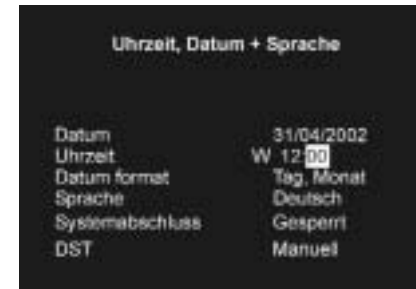 Uhrzeit, Datum + Sprache
Datum 31/04/2002
Uhrzeit W 12:00
Datum format Tag, Monat
Sprache Deutsch
Systemabschluss Gesperrt
DST Manuell